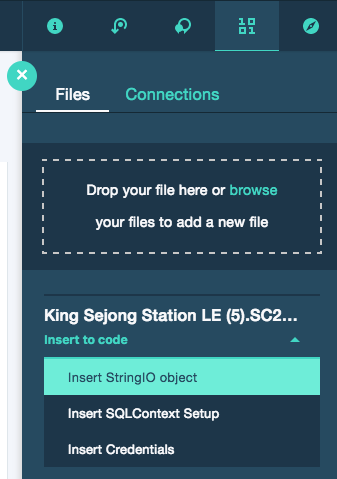 Files Connections
Drop your file here or browse
your files to add a new file
King Sejong Station LE (5).SC2...
Insert to code
Insert StringIO object
Insert SQLContext Setup
Insert Credentials